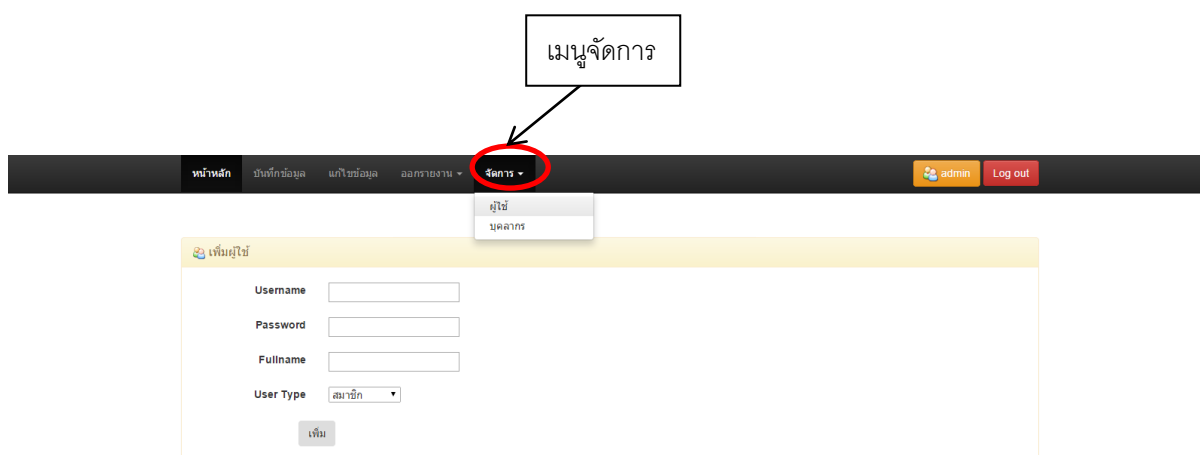 เมนูจัดการ
หน้าหลัก บันทึกข้อมูล แก้ไขข้อมูล ออกรายงาน จัดการ admin Log out
ผู้ใช้
บุคลากร
เพิ่มผู้ใช้
Username
Password
Fullname
User Type สมาชิก
เพิ่ม